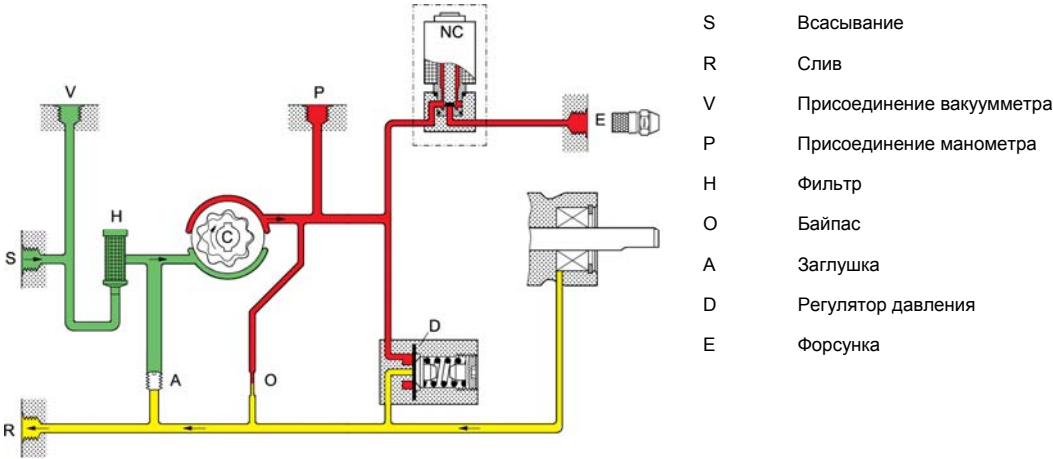 NC
V
P
E
H
C
S
D
A
O
R
S Всасывание
R Слив
V Присоединение вакуумметра
P Присоединение манометра
H Фильтр
O Байпас
A Заглушка
D Регулятор давления
E Форсунка